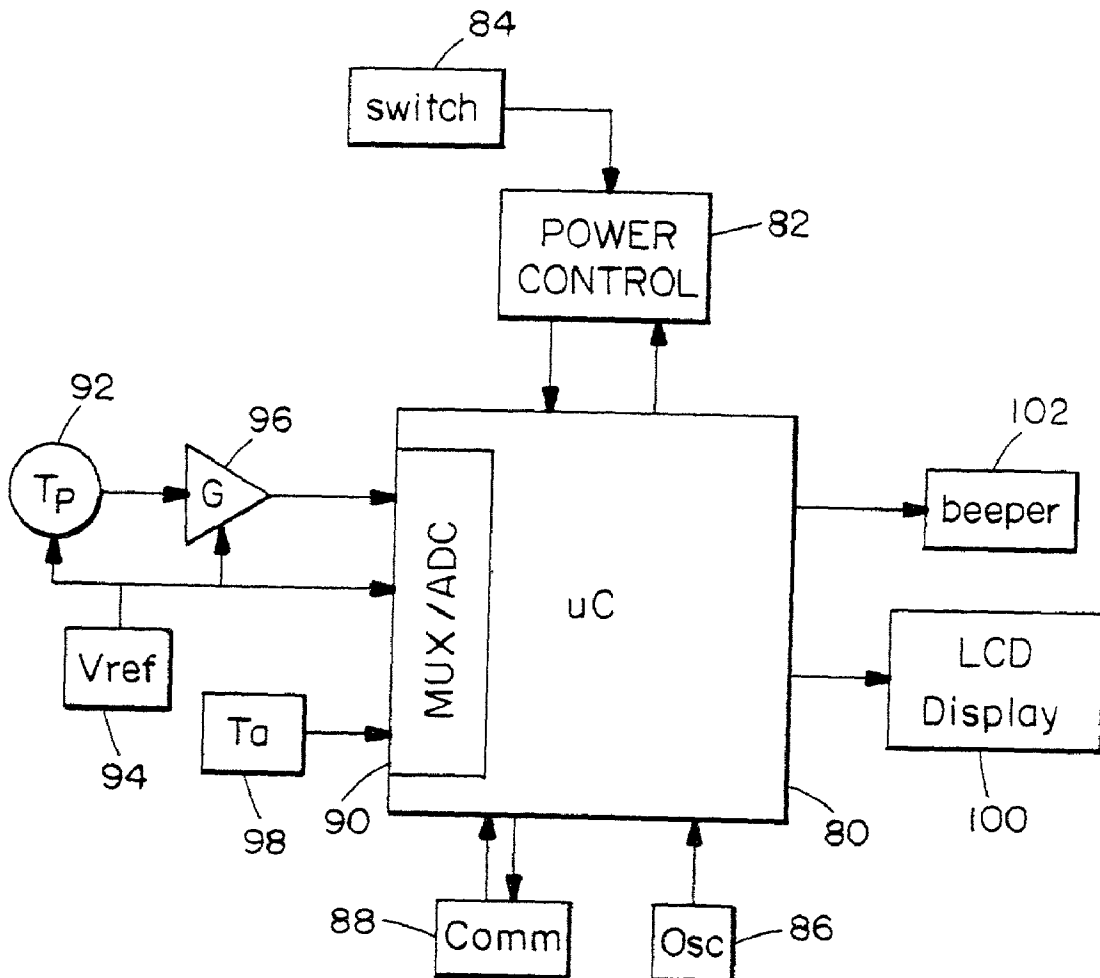 84
switch
POWER
CONTROL
82
92
96
102
TP
G
beeper
MUX/ADC
uC
Vref
LCD
Display
Ta
94
98
90
80
100
88
Comm
Osc
86